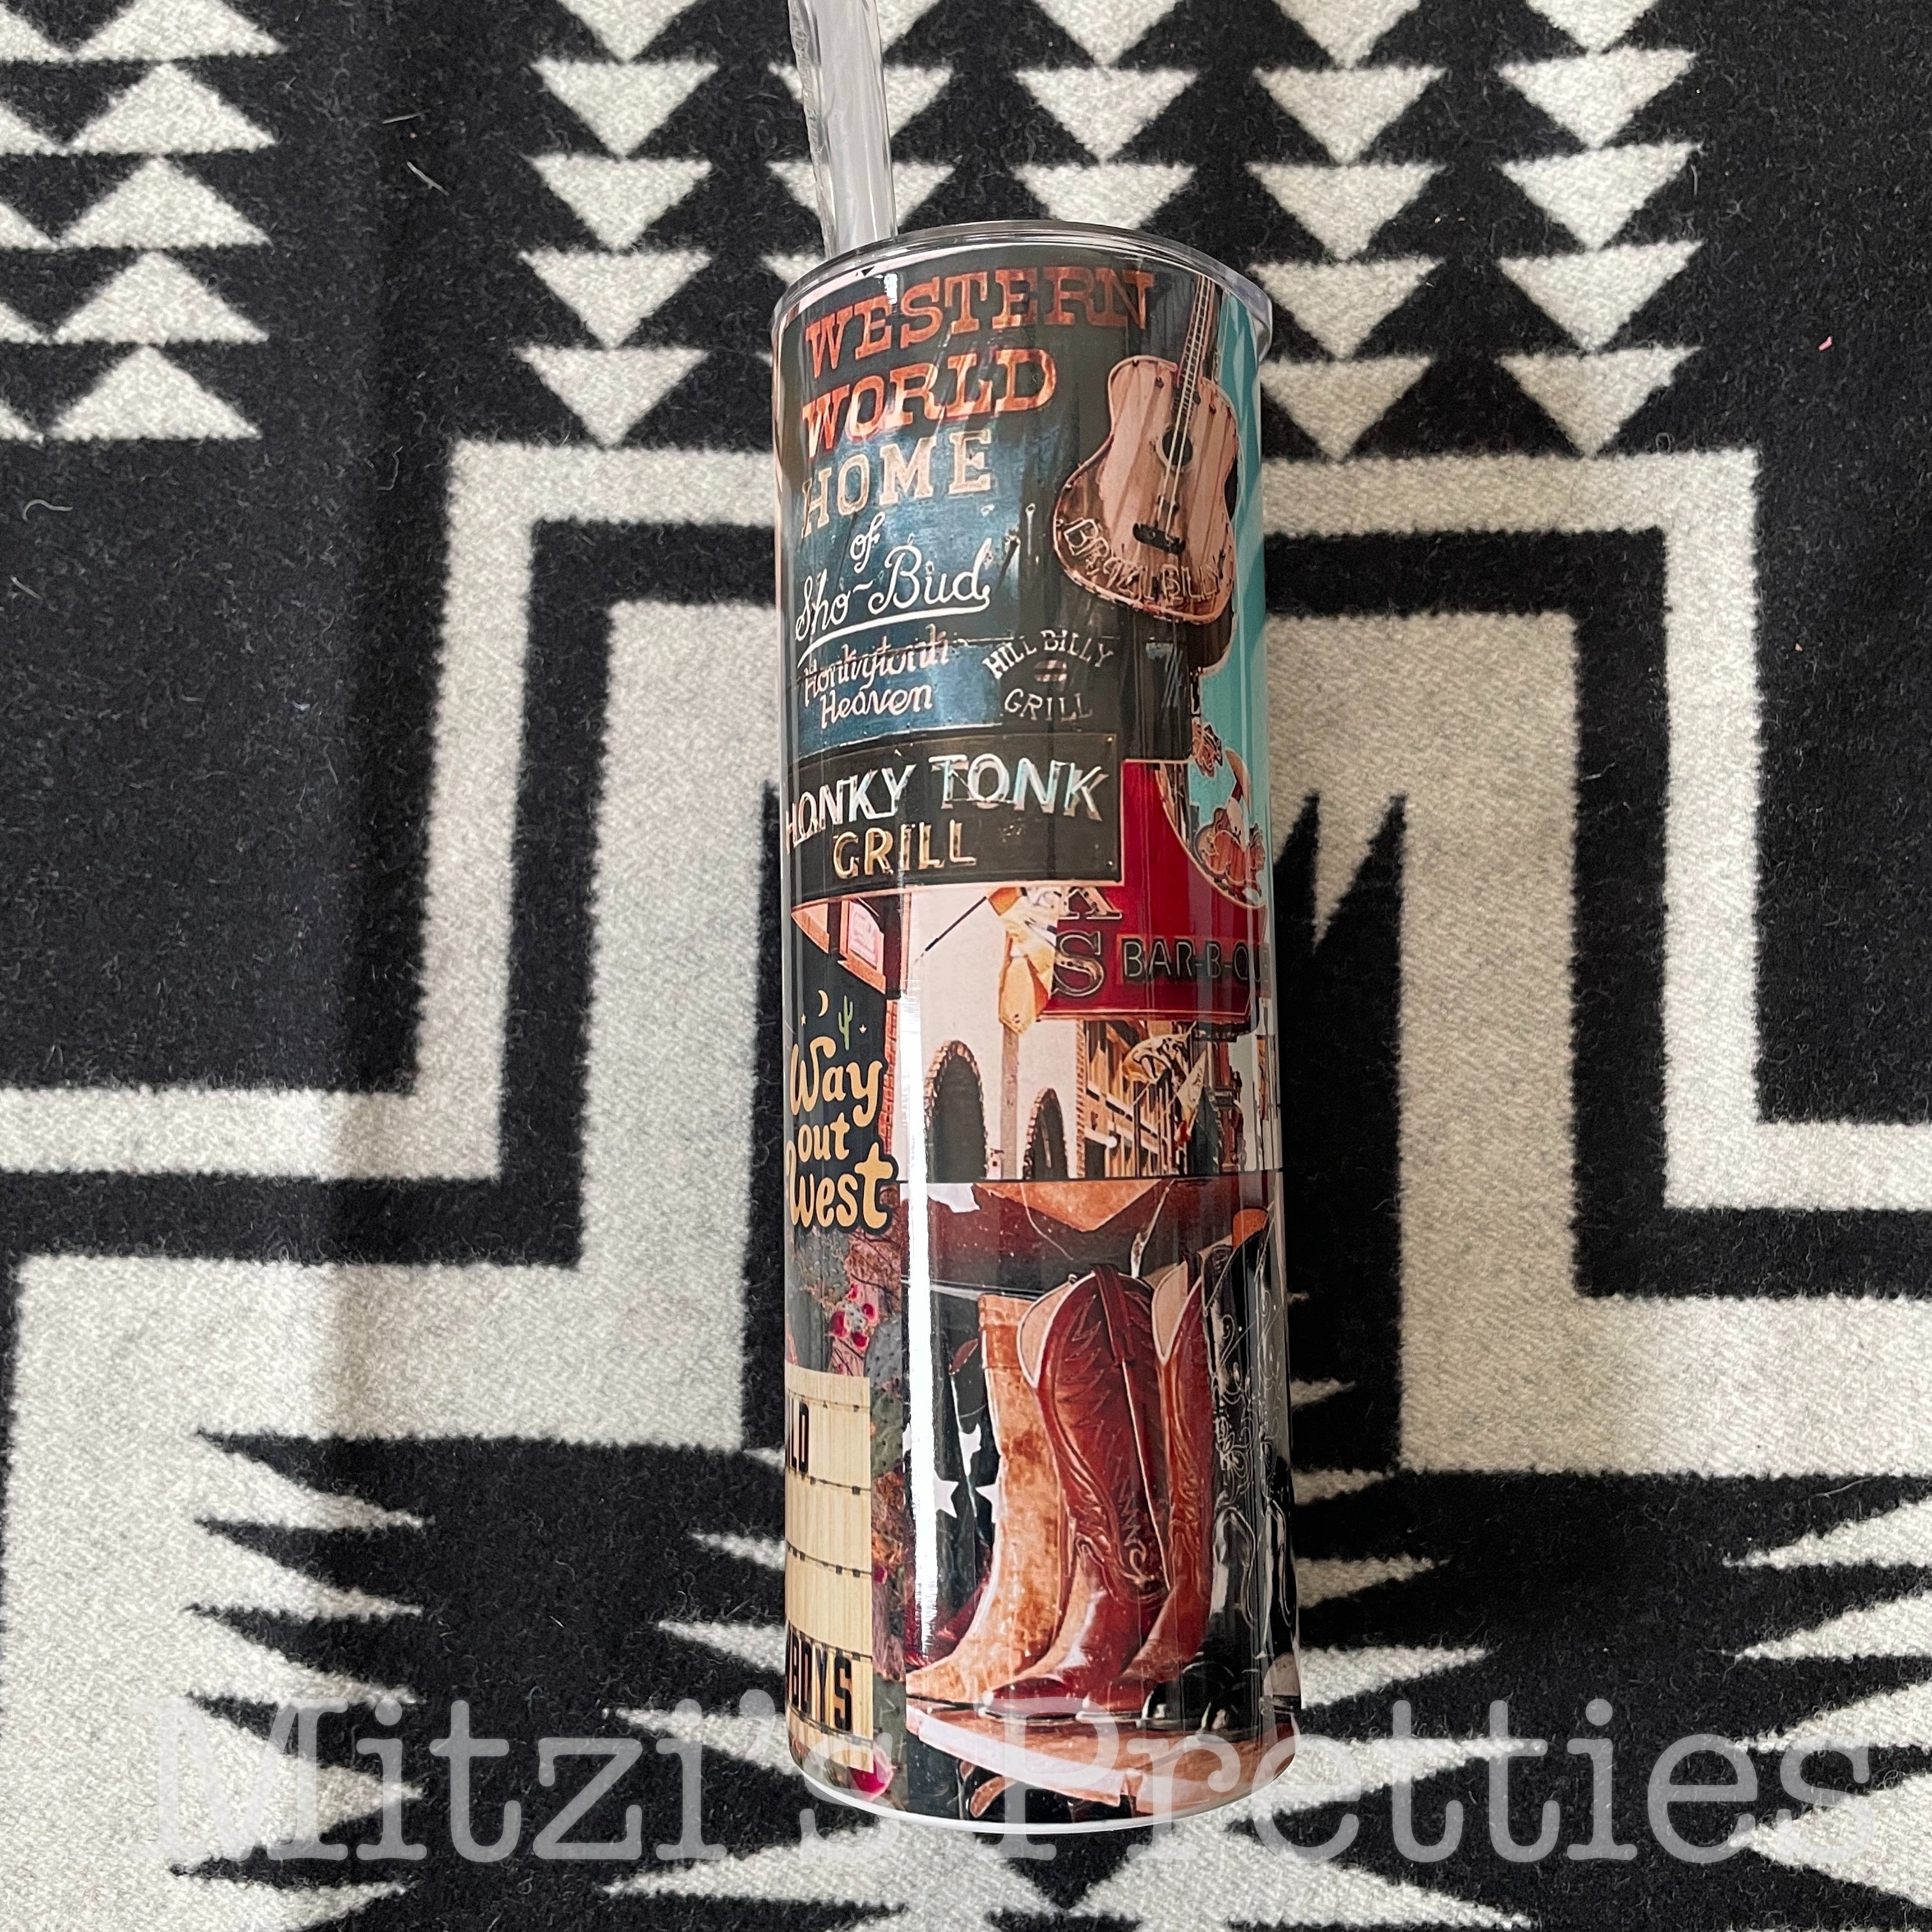 WESTERN
WORLD
HOME
of
Sho-Bud
Honkytonk
Heaven
HILL BILLY
GRILL
HONKY TONK
GRILL
S BAR-B-Q
Way
out
West
Mitzi's Pretties